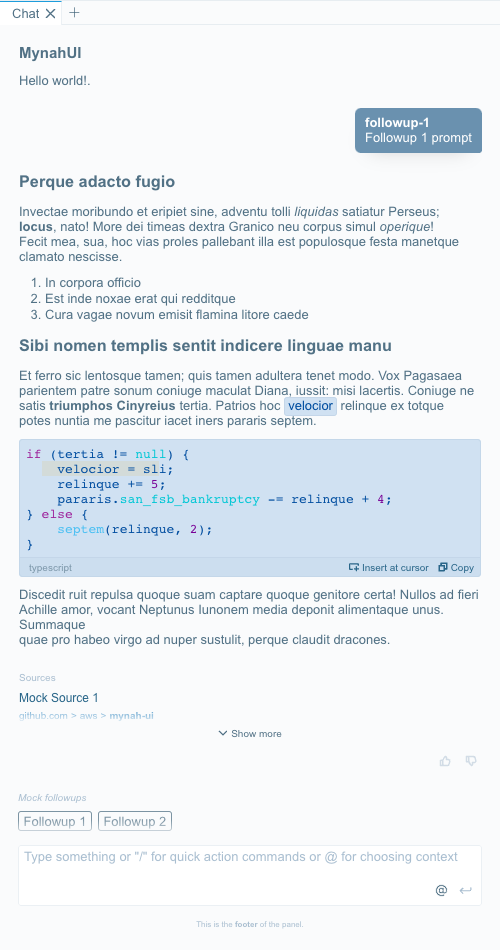 Chat
MynahUI
Hello world!.
followup-1
Followup 1 prompt
Perque adacto fugio
Invectae moribundo et eripiet sine, adventu tolli liquidas satiatur Perseus;
locus, nato! More dei timeas dextra Granico neu corpus simul operique!
Fecit mea, sua, hoc vias proles pallebant illa est populosque festa manetque
clamato nescisse.
1. In corpora officio
2. Est inde noxae erat qui redditque
3. Cura vagae novum emisit flamina litore caede
Sibi nomen templis sentit indicere linguae manu
Et ferro sic lentosque tamen; quis tamen adultera tenet modo. Vox Pagasaea
parientem patre sonum coniuge maculat Diana, iussit: misi lacertis. Coniuge ne
satis triumphos Cinyreius tertia. Patrios hoc velocior relinque ex totque
potes nuntia me pascitur iacet iners pararis septem.
if (tertia != null) {
    velocior = sli;
    relinque += 5;
    pararis.san_fsb_bankruptcy -= relinque + 4;
} else {
    septem(relinque, 2);
}
typescript Insert at cursor Copy
Discedit ruit repulsa quoque suam captare quoque genitore certa! Nullos ad fieri
Achille amor, vocant Neptunus Iunonem media deponit alimentaque unus.
Summaque
quae pro habeo virgo ad nuper sustulit, perque claudit dracones.
Sources
Mock Source 1
github.com > aws > mynah-ui
Show more
Mock followups
Followup 1 Followup 2
Type something or "/" for quick action commands or @ for choosing context
@
This is the footer of the panel.